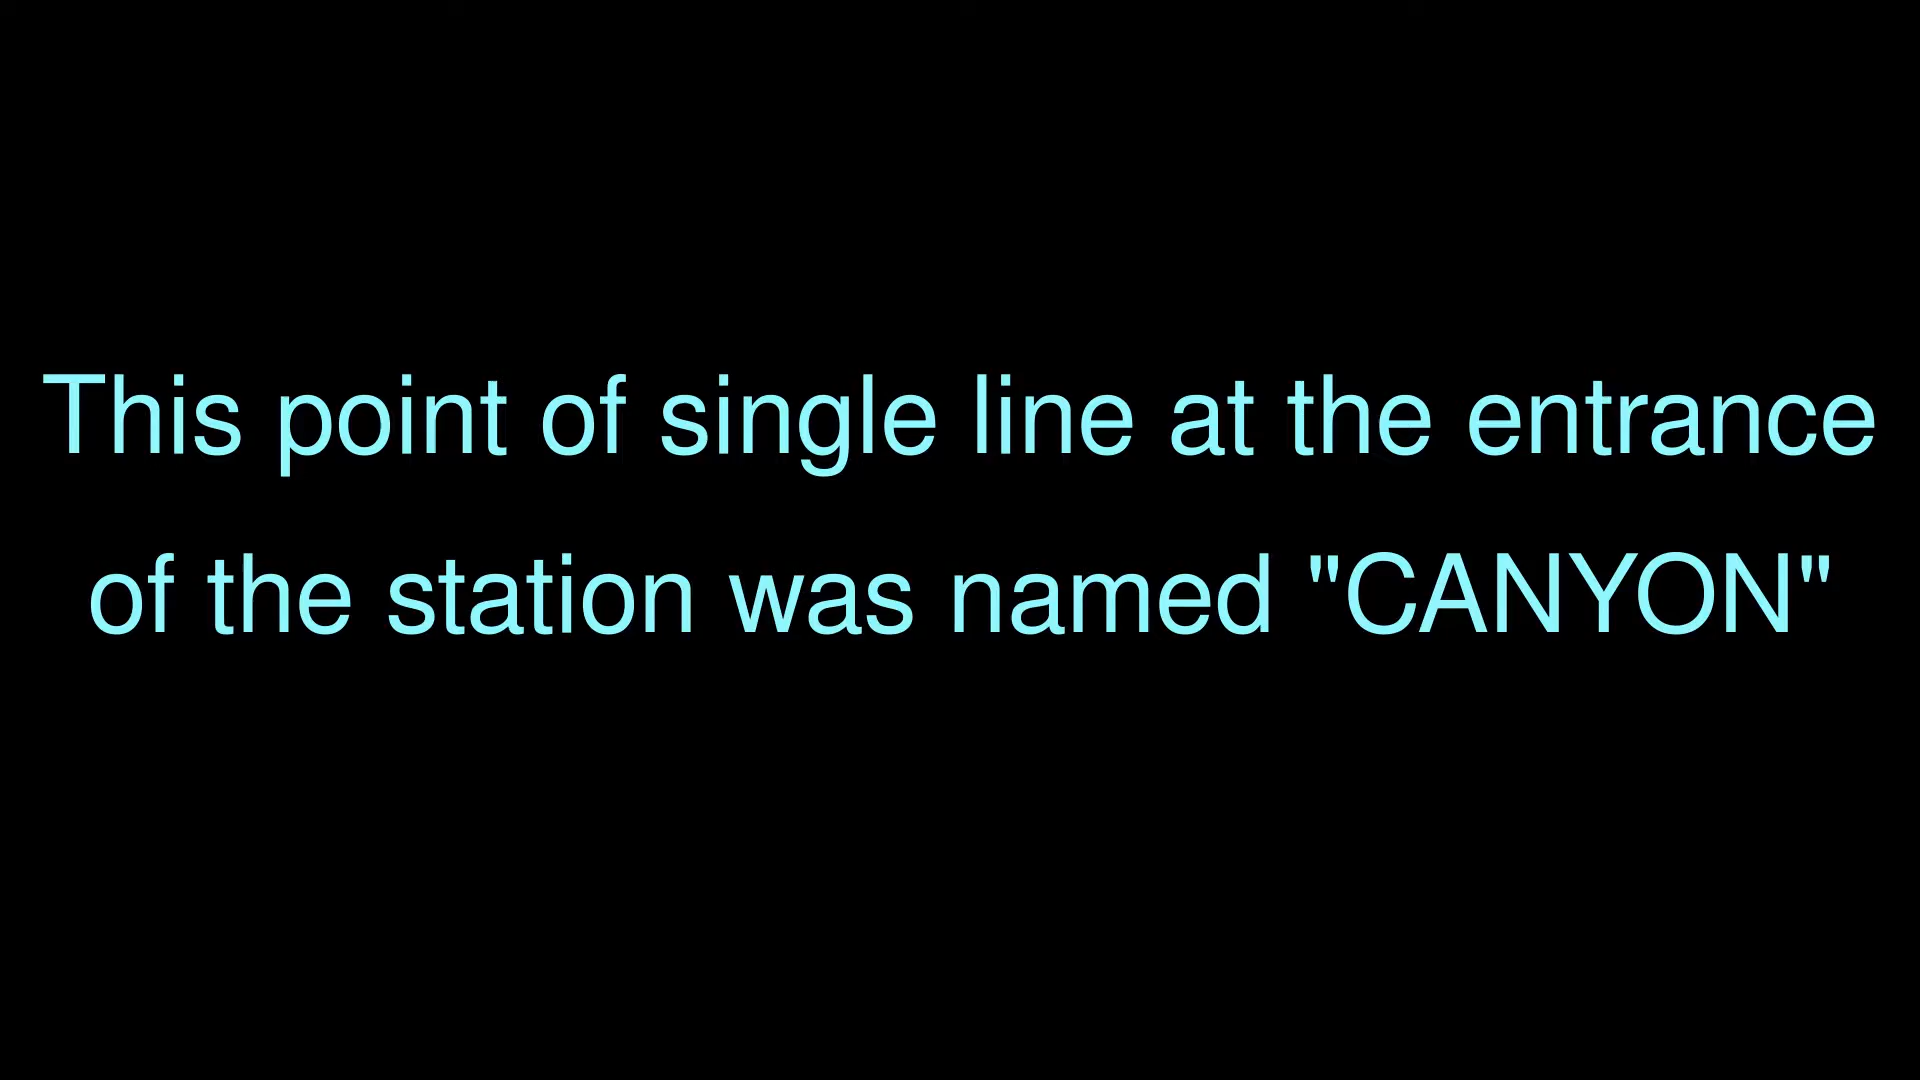 This point of single line at the entrance
of the station was named "CANYON"